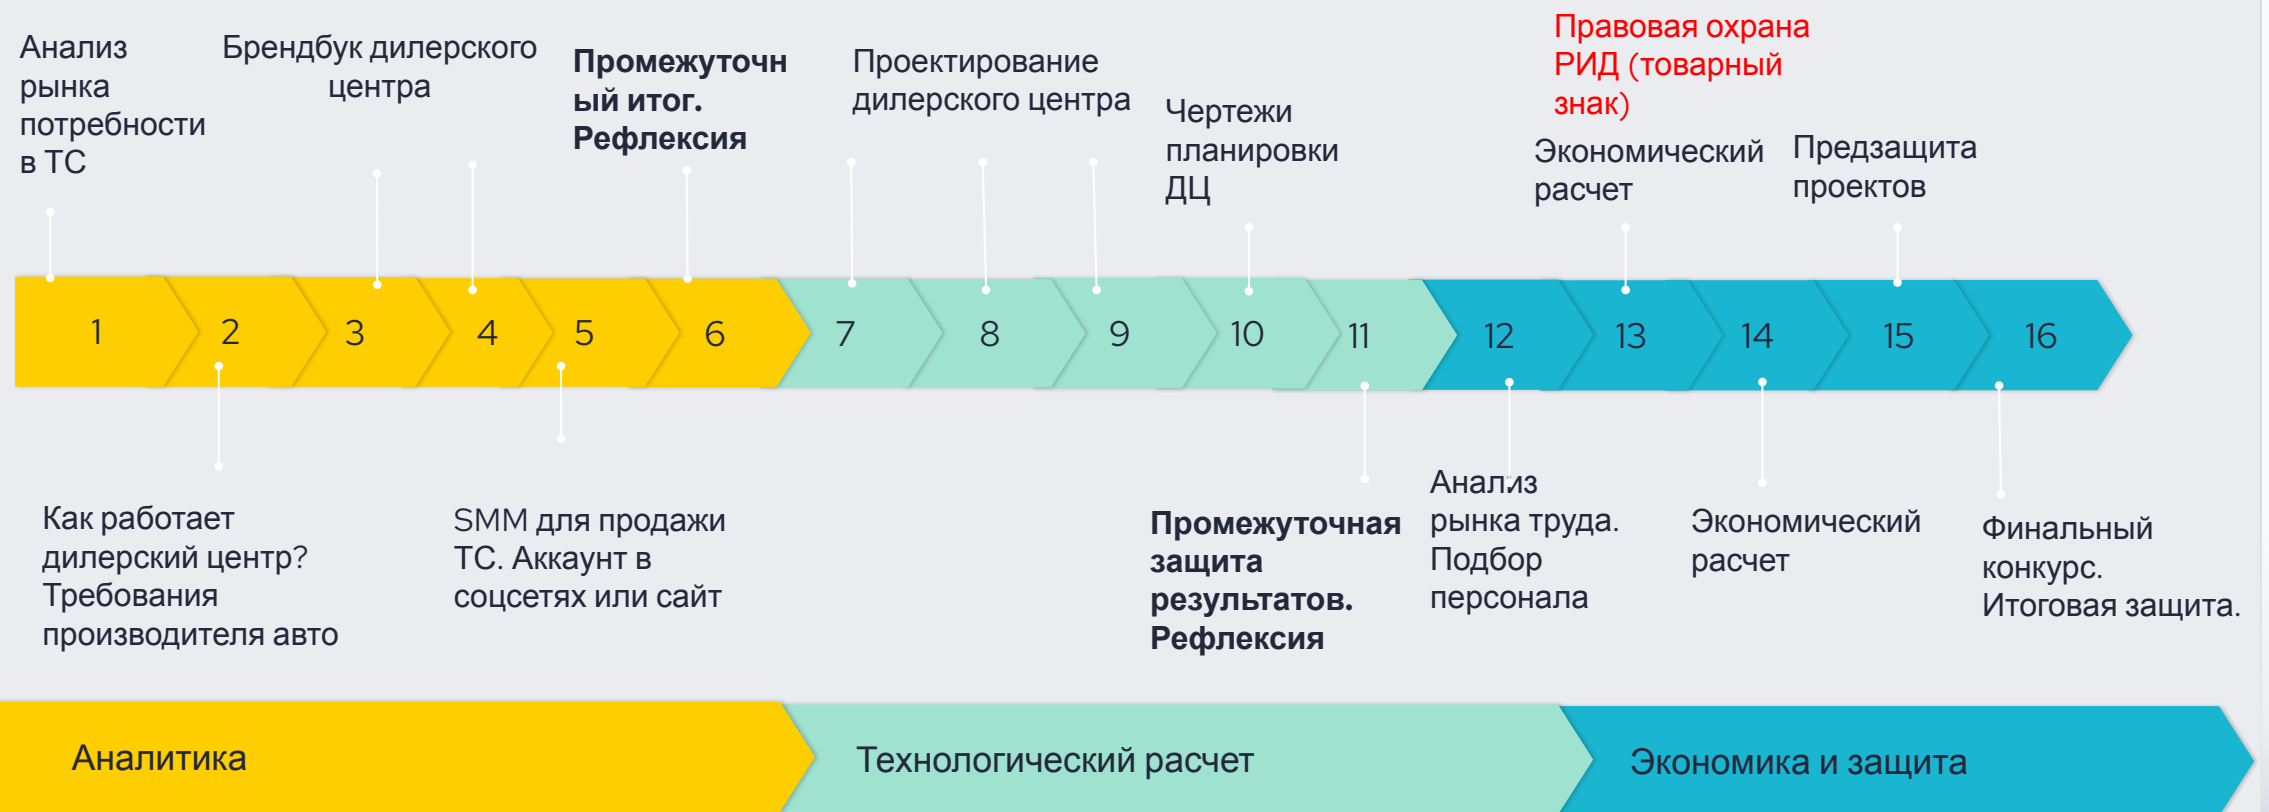 Анализ
рынка
потребности
в ТС
Брендбук дилерского
центра
Промежуточн
ый итог.
Рефлексия
Проектирование
дилерского центра
Чертежи
планировки
ДЦ
Правовая охрана
РИД (товарный
знак)
Экономический
расчет
Предзащита
проектов
1
2
3
4
5
6
7
8
9
10
11
12
13
14
15
16
Как работает
дилерский центр?
Требования
производителя авто
SMM для продажи
ТС. Аккаунт в
соцсетях или сайт
Промежуточная
защита
результатов.
Рефлексия
Анализ
рынка труда.
Подбор
персонала
Экономический
расчет
Финальный
конкурс.
Итоговая защита.
Аналитика
Технологический расчет
Экономика и защита